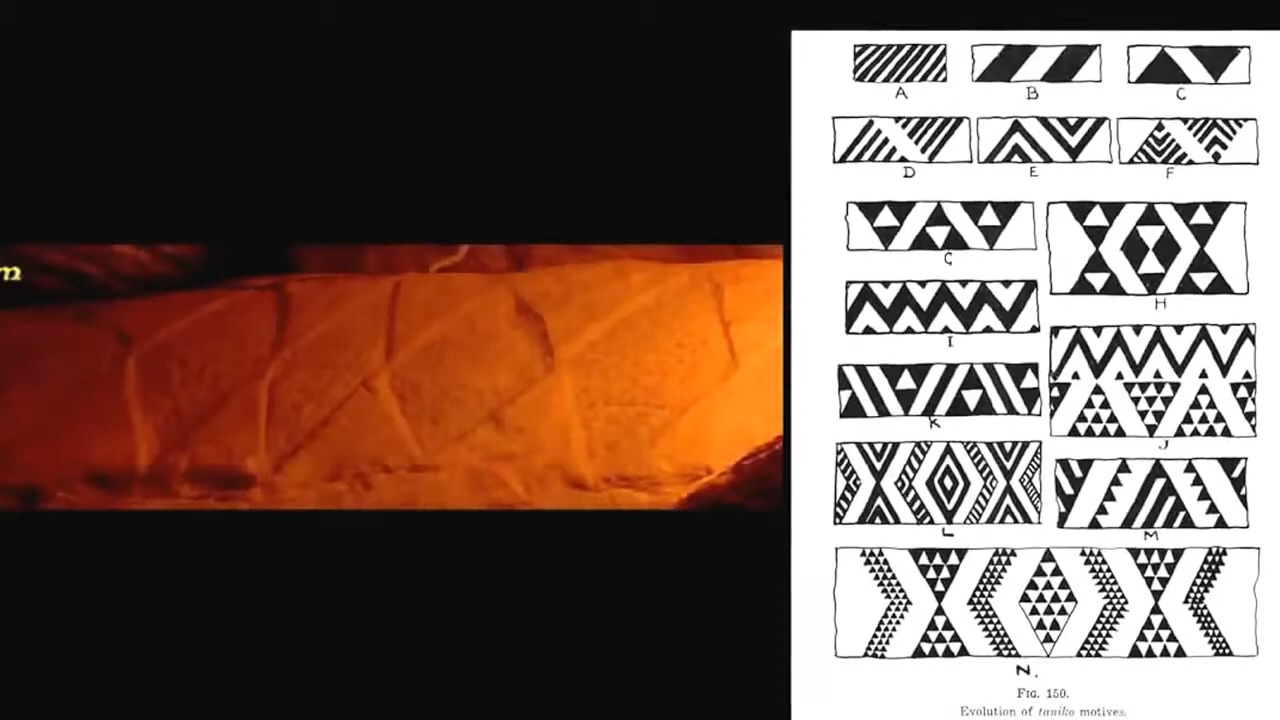 m
A B C
D E F
G
H
I
K
J
L
M
N.
FIG. 150.
Evolution of taniko motives.